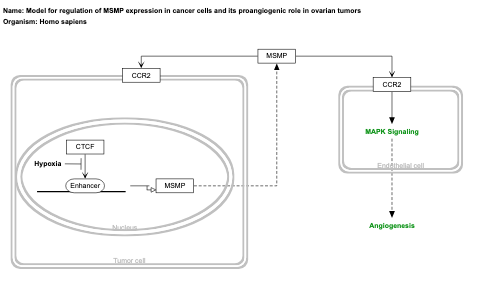 Name: Model for regulation of MSMP expression in cancer cells and its proangiogenic role in ovarian tumors
Organism: Homo sapiens
MSMP
CCR2
CCR2
MAPK Signaling
CTCF
Hypoxia
Endothelial cell
Enhancer
MSMP
Angiogenesis
Nucleus
Tumor cell